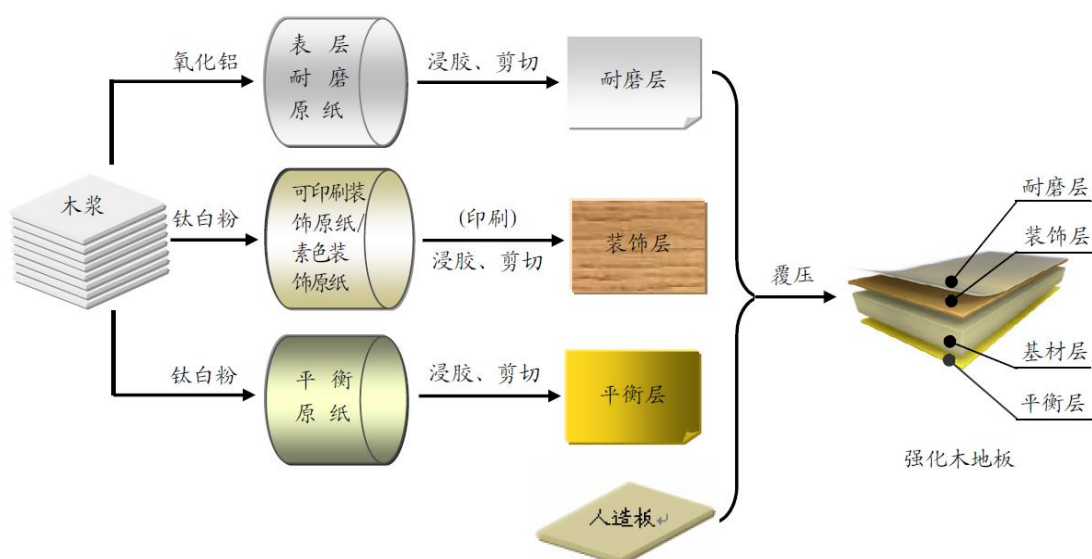 氧化铝
表层
耐磨
原纸
浸胶、剪切
耐磨层
木浆
钛白粉
可印刷装
饰原纸/
素色装
饰原纸
(印刷)
浸胶、剪切
装饰层
覆压
耐磨层
装饰层
基材层
平衡层
强化木地板
钛白粉
平衡
原纸
浸胶、剪切
平衡层
人造板